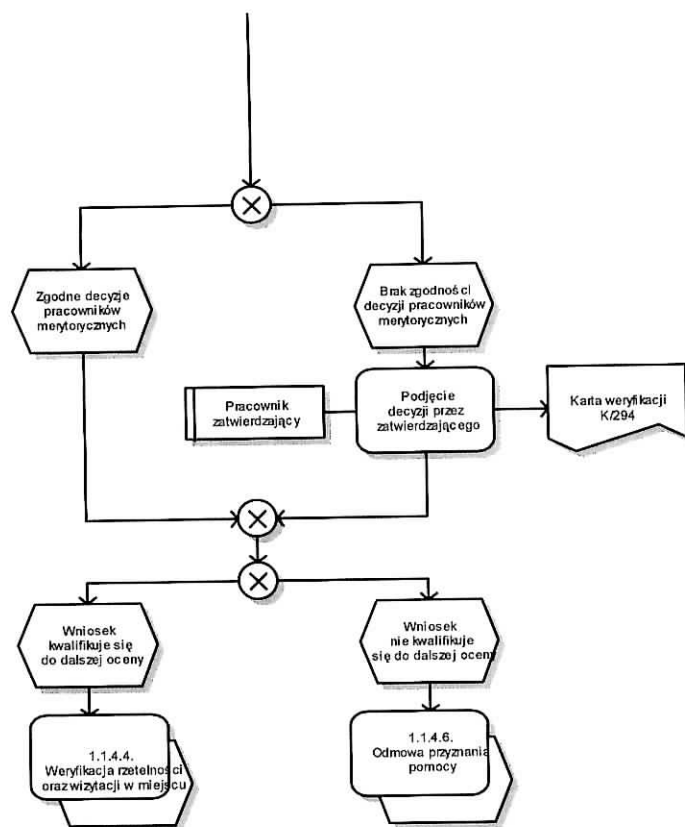 Zgodne decyzje
pracowników
merytorycznych
Brak zgodności
decyzji pracowników
merytorycznych
Pracownik
zatwierdzający
Podjęcie
decyzji przez
zatwierdzającego
Karta weryfikacji
K/294
Wniosek
kwalifikuje się
do dalszej oceny
Wniosek
nie kwalifikuje
się do dalszej oceny
1.1.4.4.
Weryfikacja rzetelności
oraz wizytacji w miejscu
1.1.4.6.
Odmowa przyznania
pomocy